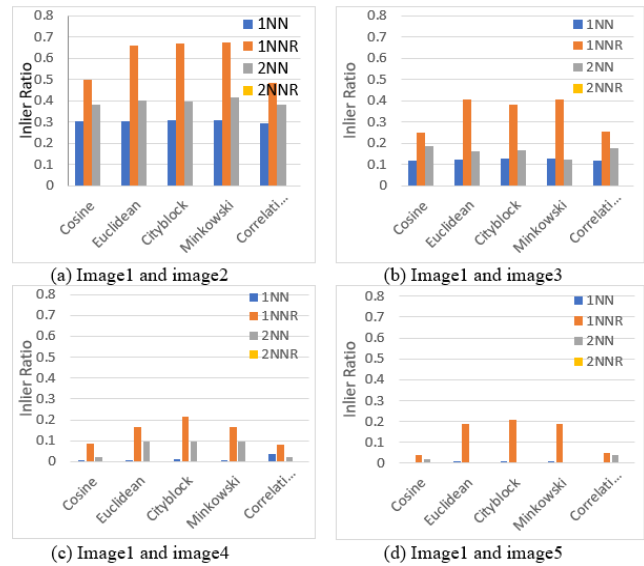 0.8
0.7
0.6
0.5
0.4
0.3
0.2
0.1
0
Inlier Ratio
1NN
1NNR
2NN
2NNR
Cosine
Euclidean
Cityblock
Minkowski
Correlati...
(a) Image1 and image2
0.8
0.7
0.6
0.5
0.4
0.3
0.2
0.1
0
Inlier Ratio
1NN
1NNR
2NN
2NNR
Cosine
Euclidean
Cityblock
Minkowski
Correlati...
(b) Image1 and image3
0.8
0.7
0.6
0.5
0.4
0.3
0.2
0.1
0
Inlier Ratio
1NN
1NNR
2NN
2NNR
Cosine
Euclidean
Cityblock
Minkowski
Correlati...
(c) Image1 and image4
0.8
0.7
0.6
0.5
0.4
0.3
0.2
0.1
0
Inlier Ratio
1NN
1NNR
2NN
2NNR
Cosine
Euclidean
Cityblock
Minkowski
Correlati...
(d) Image1 and image5